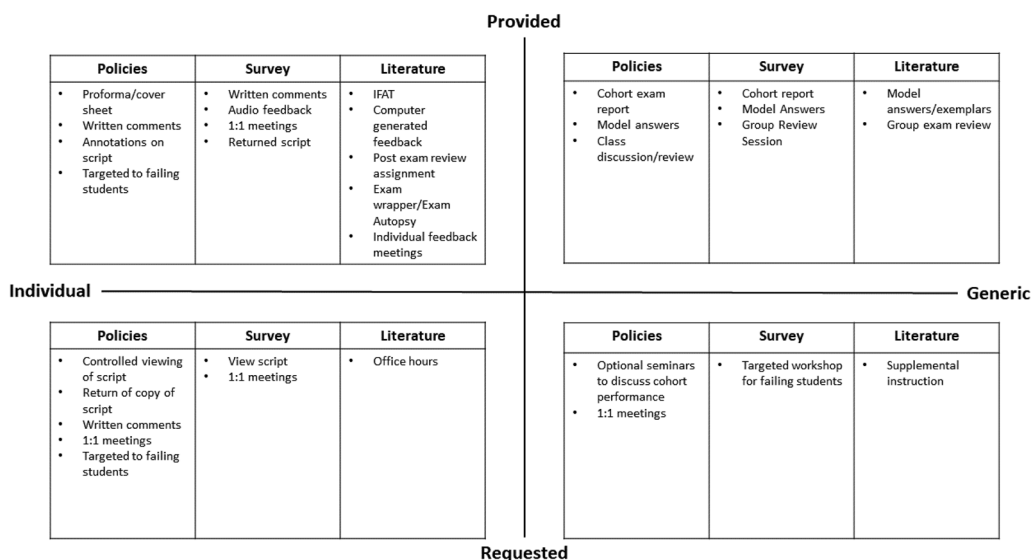 Provided
Policies
Survey
Literature
• Proforma/cover
sheet
• Written comments
• Annotations on
script
• Targeted to failing
students
• Written comments
• Audio feedback
• 1:1 meetings
• Returned script
• IFAT
• Computer
generated
feedback
• Post exam review
assignment
• Exam
wrapper/Exam
Autopsy
• Individual feedback
meetings
Policies
Survey
Literature
• Cohort exam
report
• Model answers
• Class
discussion/review
• Cohort report
• Model Answers
• Group Review
Session
• Model
answers/exemplars
• Group exam review
Individual
Generic
Policies
Survey
Literature
• Controlled viewing
of script
• Return of copy of
script
• Written comments
• 1:1 meetings
• Targeted to failing
students
• View script
• 1:1 meetings
• Office hours
Policies
Survey
Literature
• Optional seminars
to discuss cohort
performance
• 1:1 meetings
• Targeted workshop
for failing students
• Supplemental
instruction
Requested